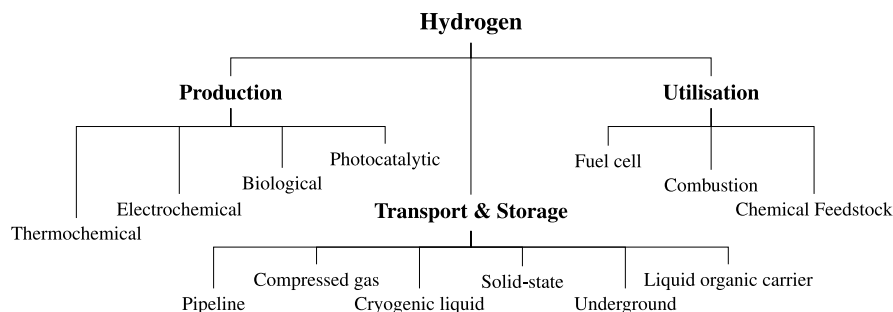 Hydrogen
Production
Utilisation
Photocatalytic
Fuel cell
Biological
Combustion
Electrochemical
Transport & Storage
Chemical Feedstock
Thermochemical
Compressed gas
Solid-state
Liquid organic carrier
Pipeline
Cryogenic liquid
Underground